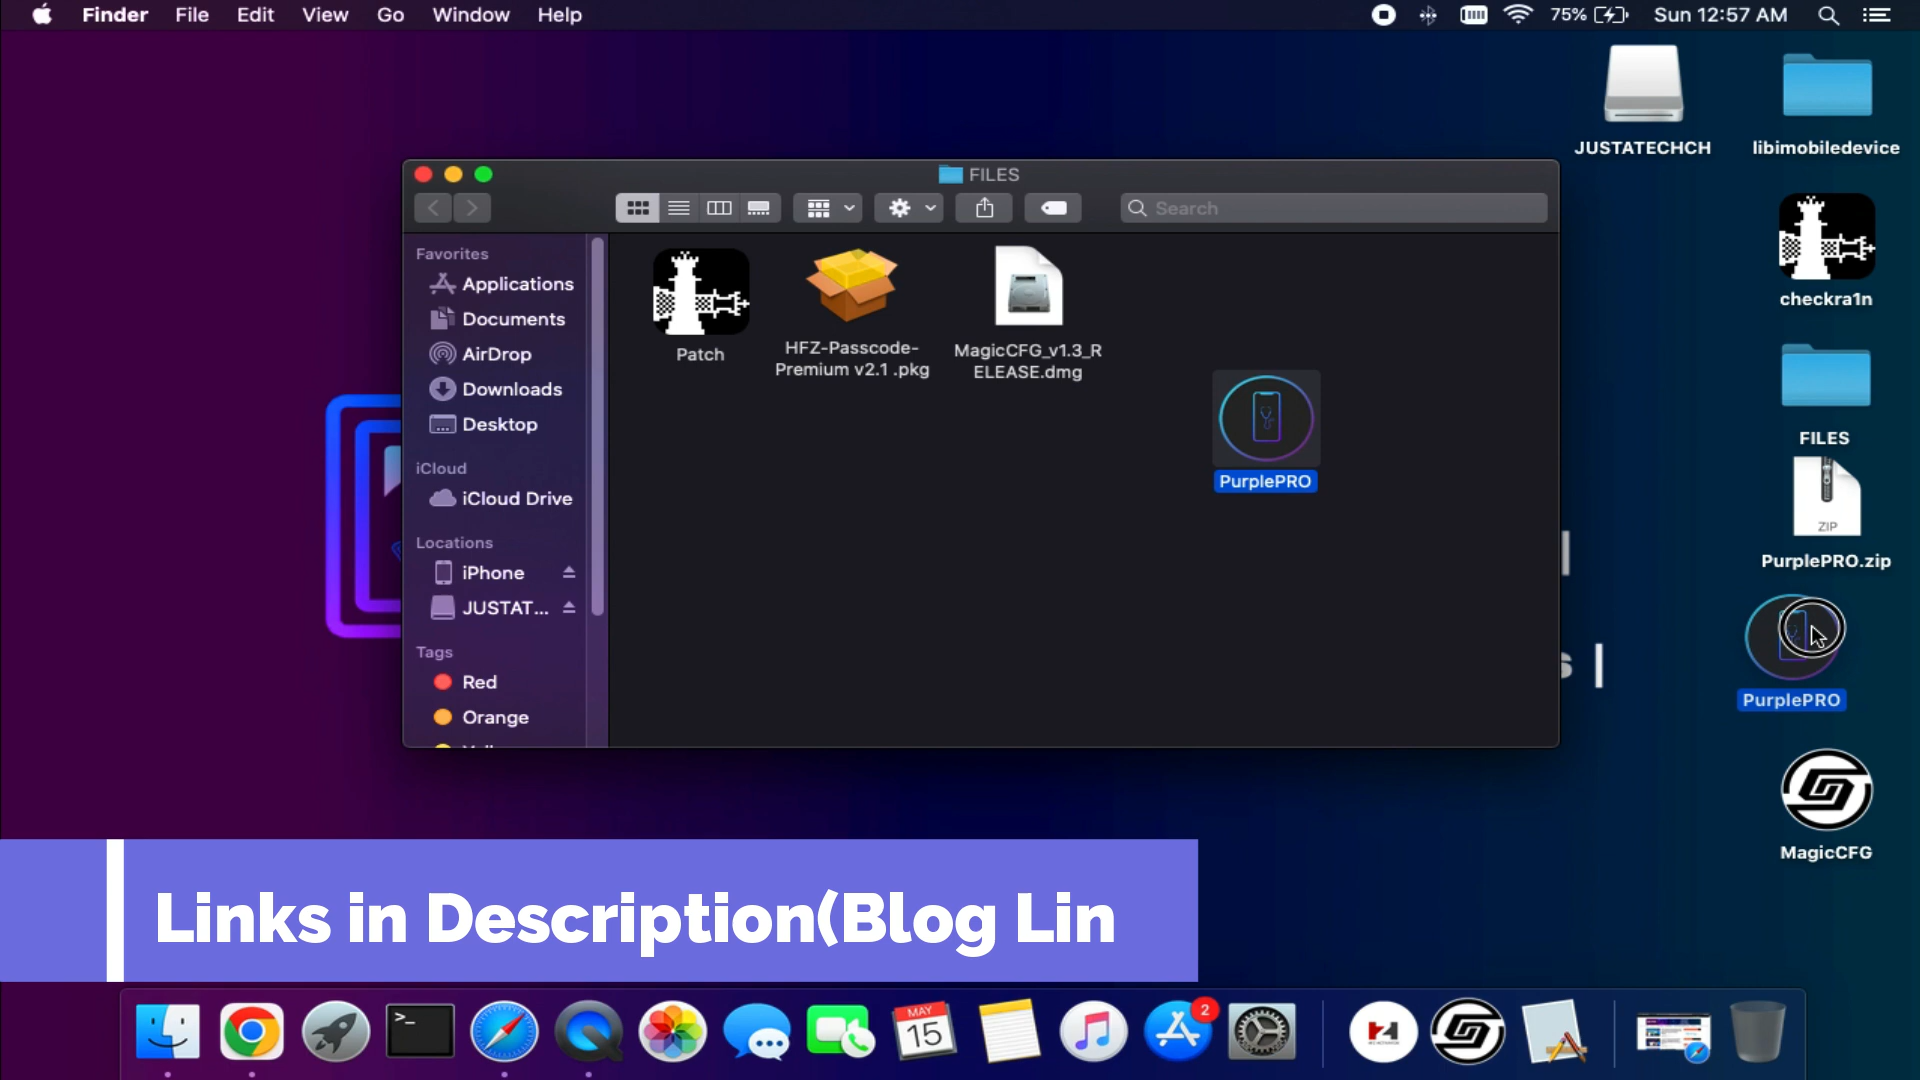 Finder File Edit View Go Window Help 75% Sun 12:57 AM
JUSTATECHCH libimobiledevice
FILES
Search
Favorites
Applications
Documents
AirDrop
Downloads
Desktop
iCloud
iCloud Drive
Locations
iPhone
JUSTAT...
Tags
Red
Orange
Patch
HFZ-Passcode-
Premium v2.1 .pkg
MagicCFG_v1.3_R
ELEASE.dmg
PurplePRO
checkra1n
FILES
ZIP
PurplePRO.zip
PurplePRO
MagicCFG
Links in Description(Blog Lin
>_
MAY
15
2